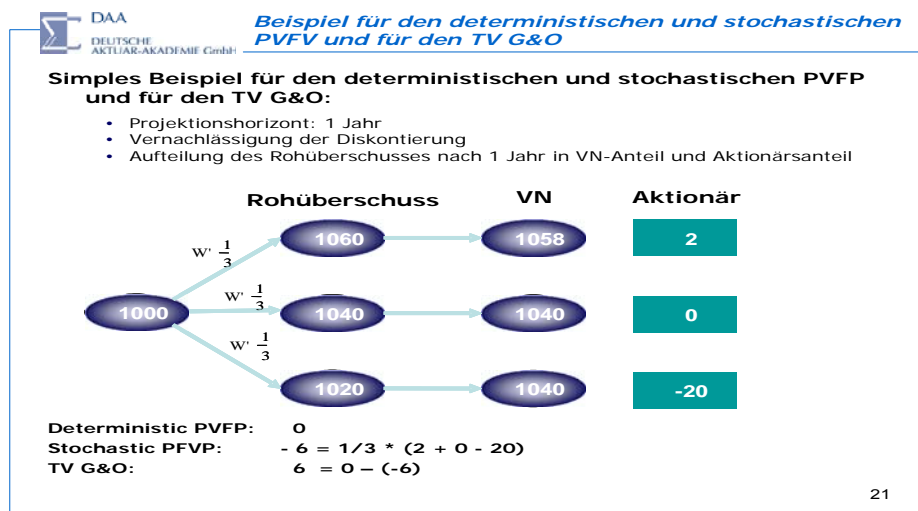 DAA
DEUTSCHE
AKTUAR-AKADEMIE GmbH
Beispiel für den deterministischen und stochastischen
PVFV und für den TV G&O
Simples Beispiel für den deterministischen und stochastischen PVFP
und für den TV G&O:
• Projektionshorizont: 1 Jahr
• Vernachlässigung der Diskontierung
• Aufteilung des Rohüberschusses nach 1 Jahr in VN-Anteil und Aktionärsanteil
Rohüberschuss VN Aktionär
W' 1/3 1060 1058 2
1000 W' 1/3 1040 1040 0
W' 1/3 1020 1040 -20
Deterministic PVFP: 0
Stochastic PFVP: - 6 = 1/3 * (2 + 0 - 20)
TV G&O: 6 = 0 – (-6)
21